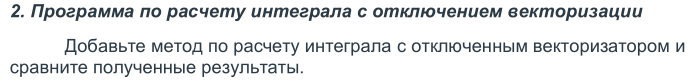 2. Программа по расчету интеграла с отключением векторизации
Добавьте метод по расчету интеграла с отключенным векторизатором и
сравните полученные результаты.